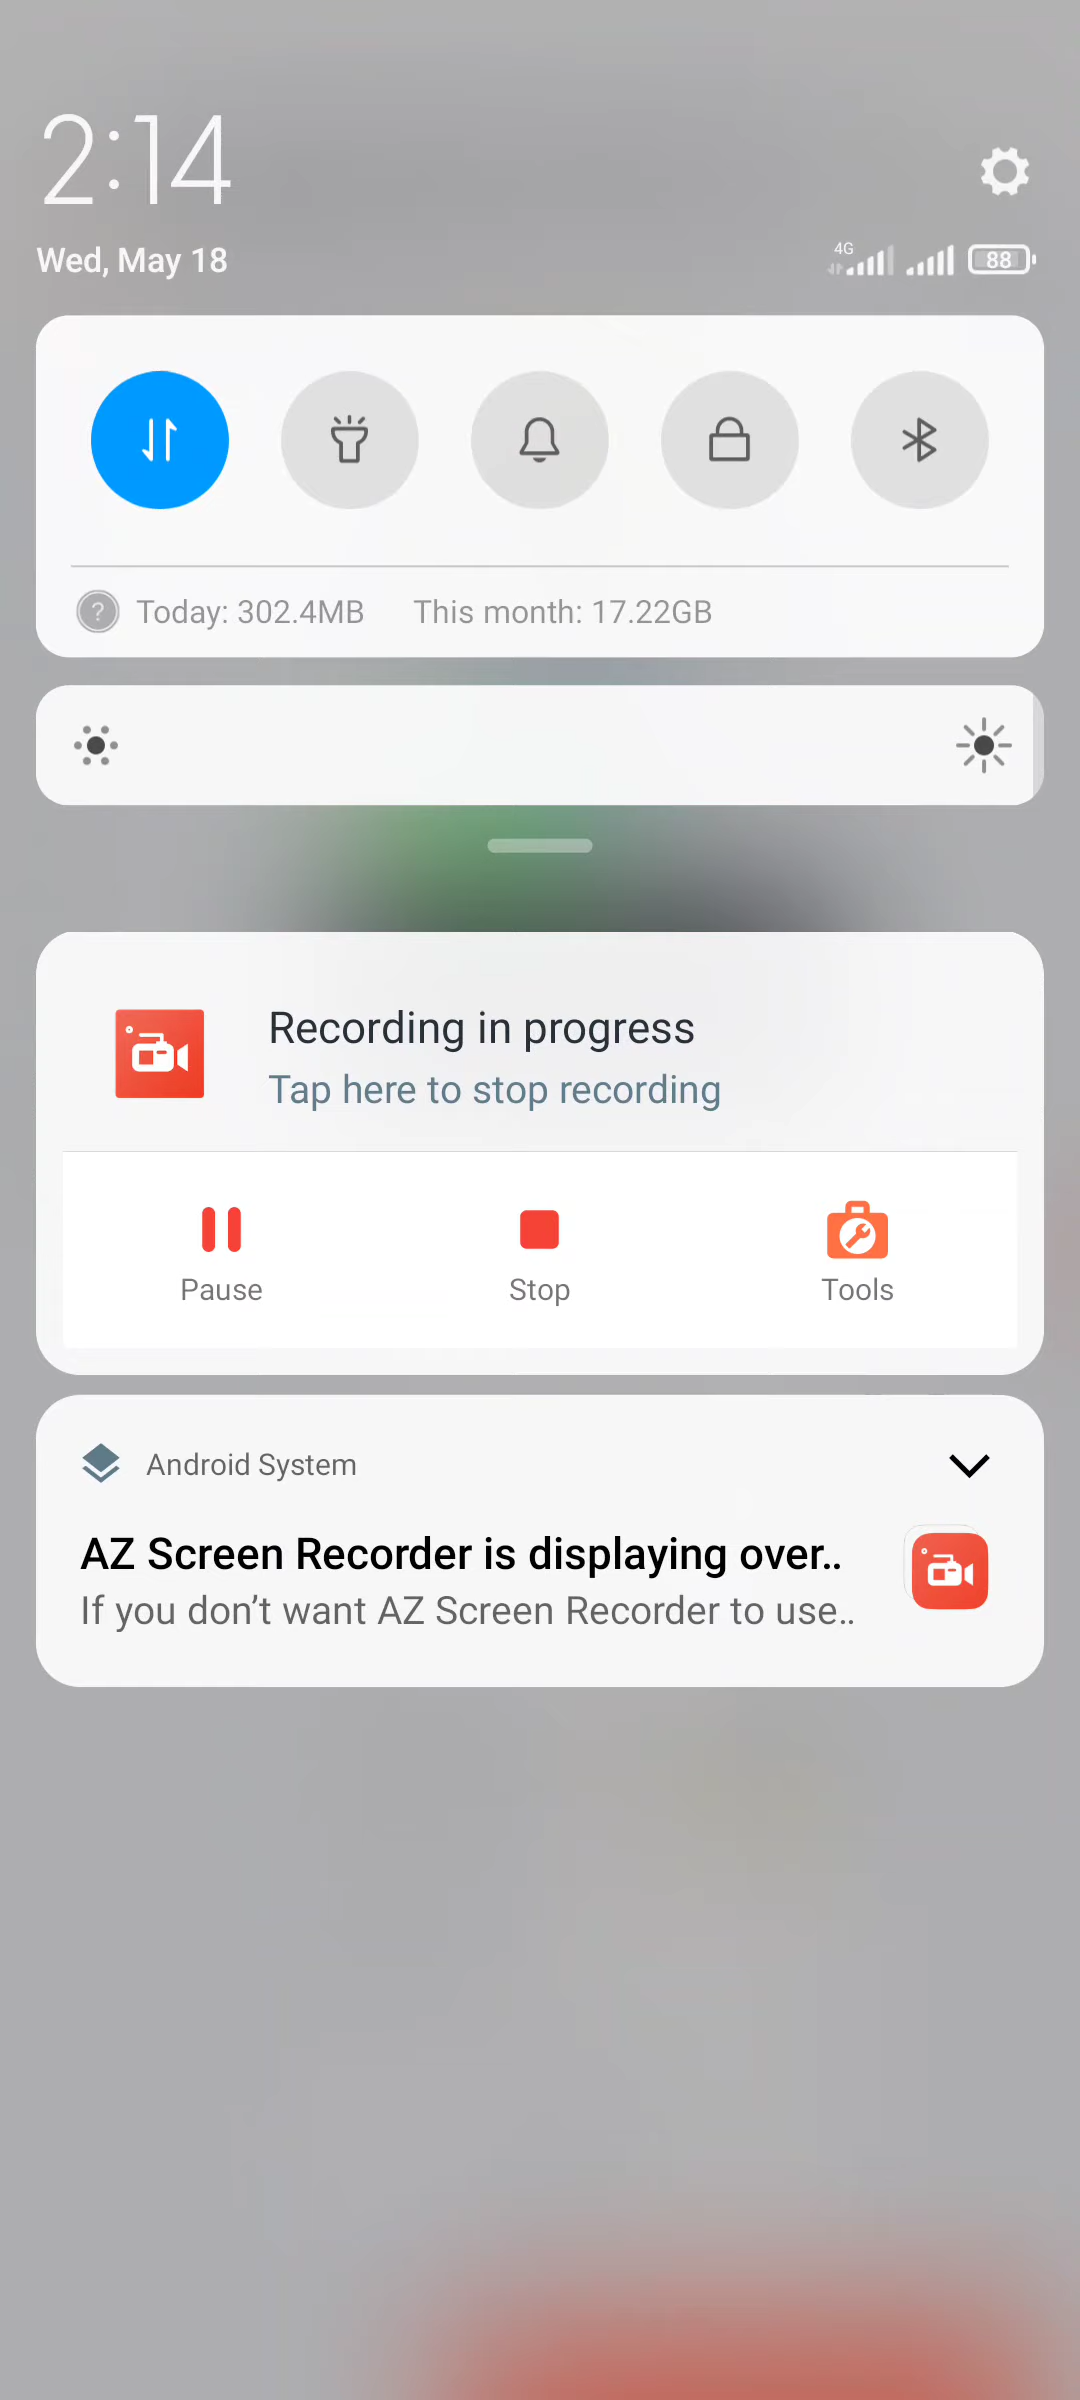 2:14
Wed, May 18
4G
88
Today: 302.4MB This month: 17.22GB
Recording in progress
Tap here to stop recording
Pause Stop Tools
Android System
AZ Screen Recorder is displaying over..
If you don’t want AZ Screen Recorder to use..